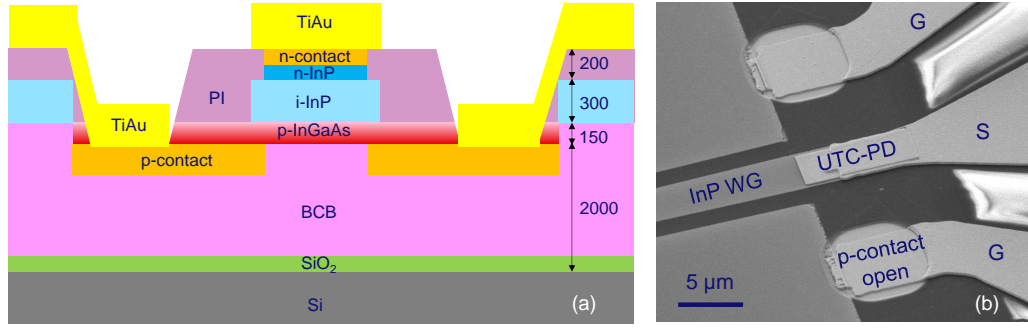 TiAu
n-contact
n-InP
200
PI
i-InP
300
TiAu
p-InGaAs
150
p-contact
BCB
2000
SiO₂
Si
(a)
G
S
UTC-PD
InP WG
p-contact
open
G
5 µm
(b)